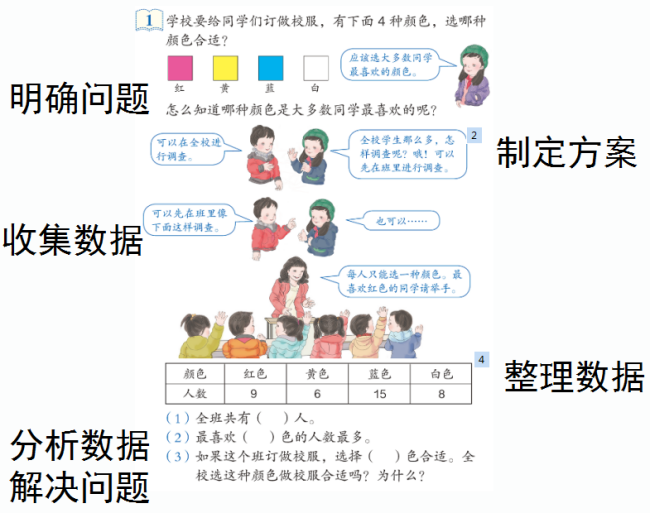 1 学校要给同学们订做校服，有下面 4 种颜色，选哪种
颜色合适？
应该选大多数同学
最喜欢的颜色。
红 黄 蓝 白
明确问题
怎么知道哪种颜色是大多数同学最喜欢的呢？
可以在全校进
行调查。
全校学生那么多，怎
样调查呢？哦！可以
先在班里进行调查。
2
制定方案
收集数据
可以先在班里像
下面这样调查。
也可以……
每人只能选一种颜色。最
喜欢红色的同学请举手。
4
颜色 红色 黄色 蓝色 白色
人数 9 6 15 8
整理数据
（1）全班共有（ ）人。
（2）最喜欢（ ）色的人数最多。
（3）如果这个班订做校服，选择（ ）色合适。全
校选这种颜色做校服合适吗？为什么？
分析数据
解决问题